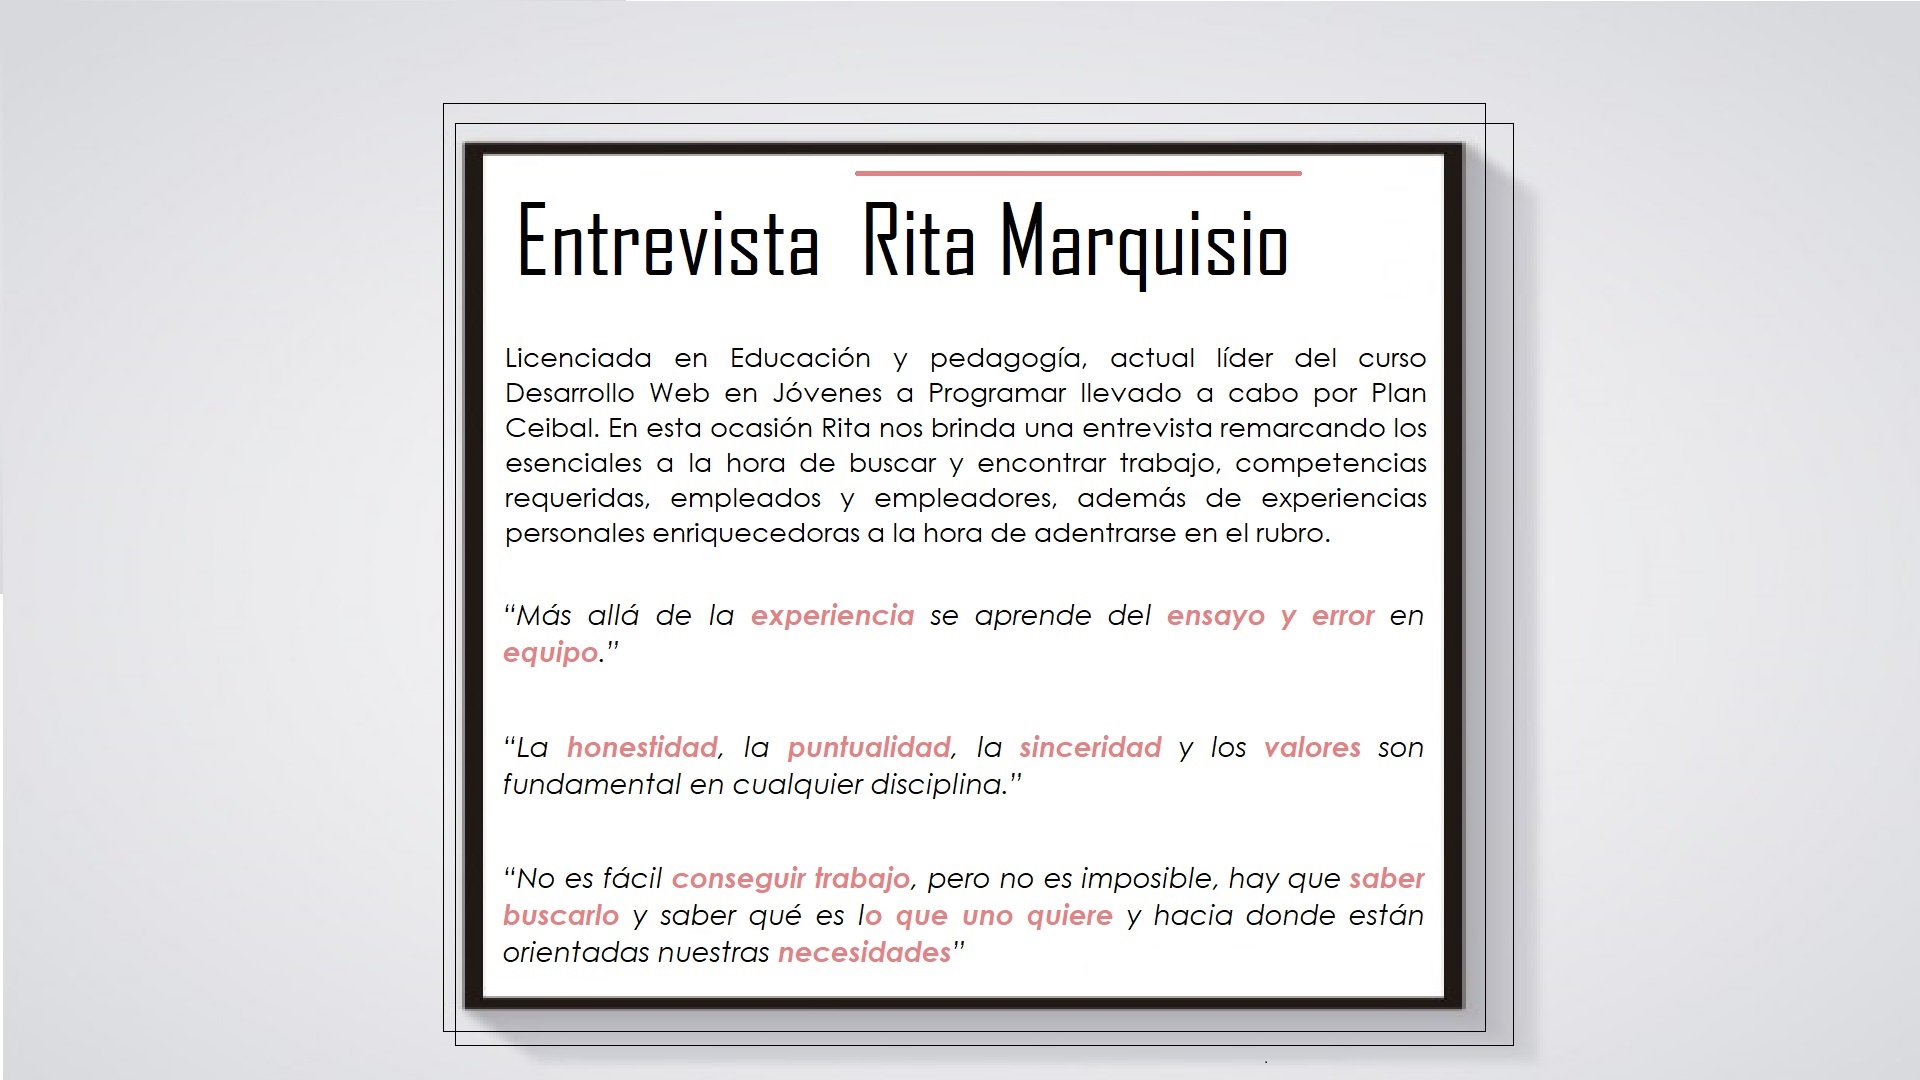 Entrevista Rita Marquisio
Licenciada en Educación y pedagogía, actual líder del curso
Desarrollo Web en Jóvenes a Programar llevado a cabo por Plan
Ceibal. En esta ocasión Rita nos brinda una entrevista remarcando los
esenciales a la hora de buscar y encontrar trabajo, competencias
requeridas, empleados y empleadores, además de experiencias
personales enriquecedoras a la hora de adentrarse en el rubro.
“Más allá de la experiencia se aprende del ensayo y error en
equipo.”
“La honestidad, la puntualidad, la sinceridad y los valores son
fundamental en cualquier disciplina.”
“No es fácil conseguir trabajo, pero no es imposible, hay que saber
buscarlo y saber qué es lo que uno quiere y hacia donde están
orientadas nuestras necesidades”